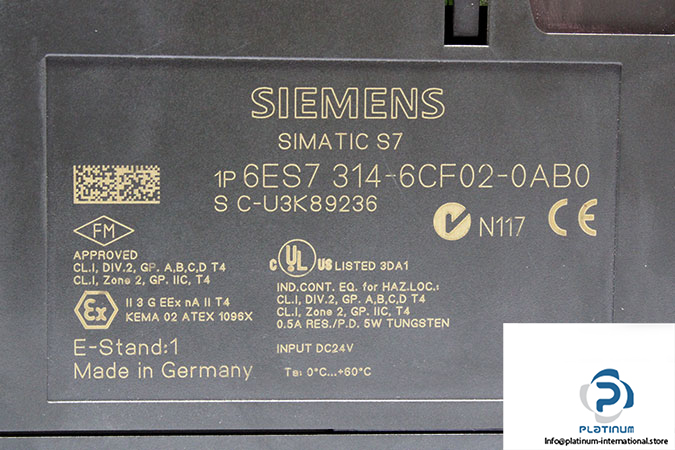 SIEMENS
SIMATIC S7
1P 6ES7 314-6CF02-0AB0
S C-U3K89236
N117 CE
FM
APPROVED
CL.I, DIV.2, GP. A,B,C,D T4
CL.I, Zone 2, GP. IIC, T4
Ex
II 3 G EEx nA II T4
KEMA 02 ATEX 1096X
E-Stand:1
Made in Germany
C UL US LISTED 3DA1
IND.CONT. EQ. for HAZ.LOC.:
CL.I, DIV.2, GP. A,B,C,D T4
CL.I, Zone 2, GP. IIC, T4
0.5A RES./P.D. 5W TUNGSTEN
INPUT DC24V
Ta: 0°C...+60°C
PLATINUM
Info@platinum-international.store